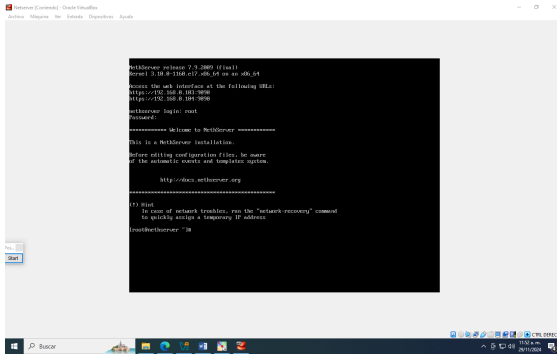 Netserver [Corriendo] - Oracle VirtualBox
Archivo Máquina Ver Entrada Dispositivos Ayuda
NethServer release 7.9.2009 (final)
Kernel 3.10.0-1160.el7.x86_64 on an x86_64
Access the web interface at the following URLs:
https://192.168.0.103:9090
https://192.168.0.104:9090
nethserver login: root
Password:
************ Welcome to NethServer ************
This is a NethServer installation.
Before editing configuration files, be aware
of the automatic events and templates system.
http://docs.nethserver.org
***********************************************
(*) Hint
In case of network troubles, run the "network-recovery" command
to quickly assign a temporary IP address
[root@nethserver ~]#
Start
CTRL DEREC
Buscar
11:52 a. m.
29/11/2024